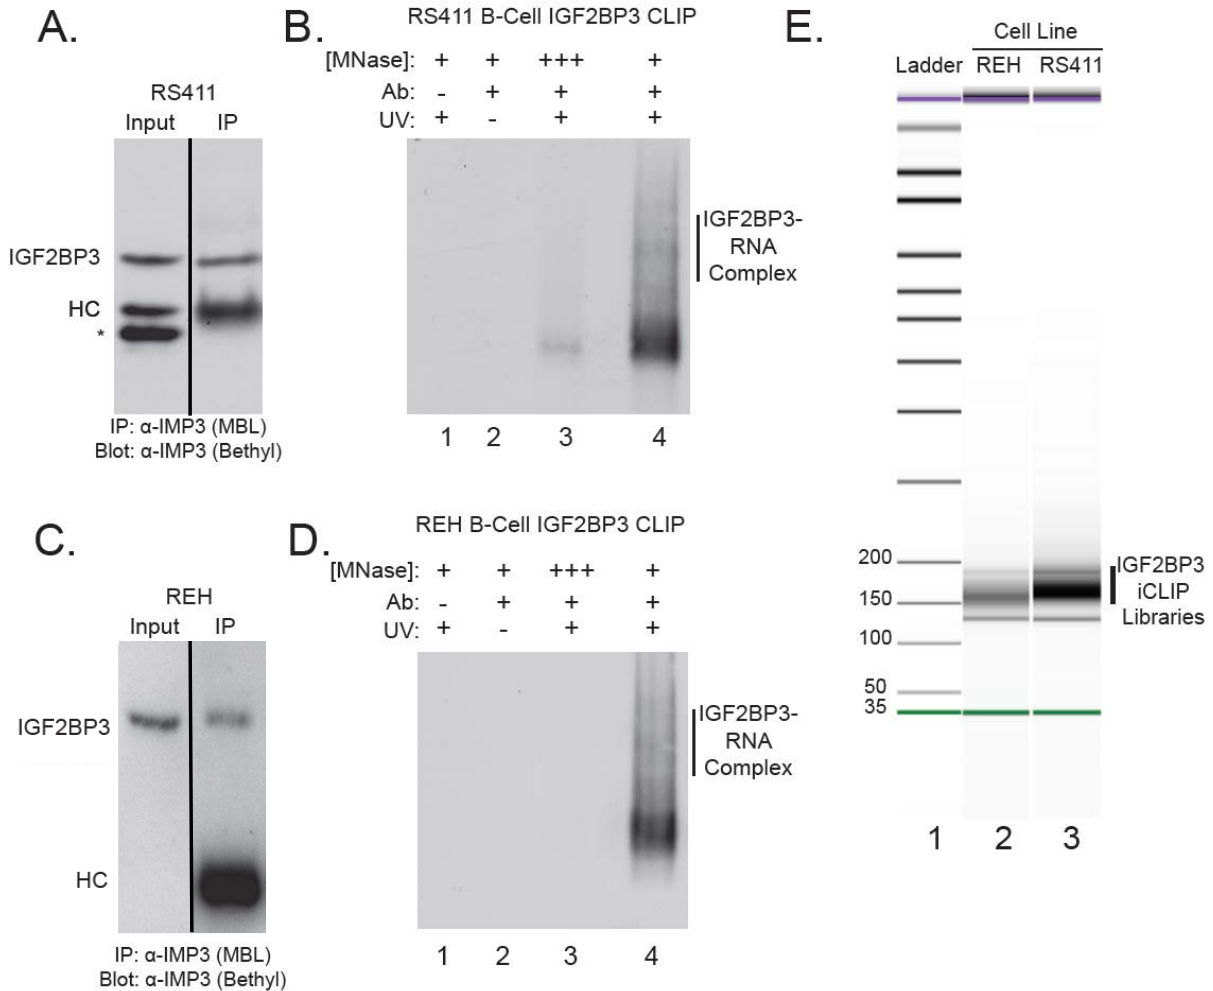 A.
RS411
Input IP
IGF2BP3
HC
*
IP: α-IMP3 (MBL)
Blot: α-IMP3 (Bethyl)
B.
RS411 B-Cell IGF2BP3 CLIP
[MNase]: + + +++ +
Ab: - + + +
UV: + - + +
IGF2BP3-
RNA
Complex
1 2 3 4
C.
REH
Input IP
IGF2BP3
HC
IP: α-IMP3 (MBL)
Blot: α-IMP3 (Bethyl)
D.
REH B-Cell IGF2BP3 CLIP
[MNase]: + + +++ +
Ab: - + + +
UV: + - + +
IGF2BP3-
RNA
Complex
1 2 3 4
E.
Cell Line
Ladder REH RS411
200
150
100
50
35
IGF2BP3
iCLIP
Libraries
1 2 3